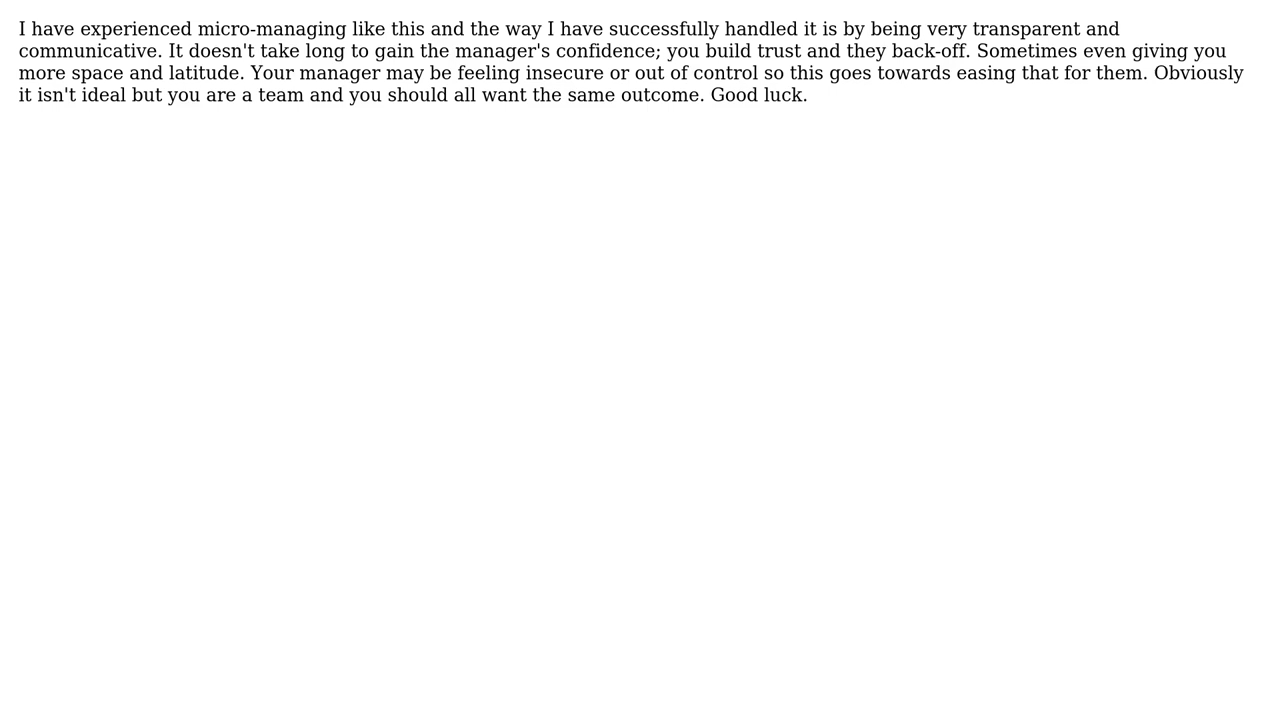 I have experienced micro-managing like this and the way I have successfully handled it is by being very transparent and
communicative. It doesn't take long to gain the manager's confidence; you build trust and they back-off. Sometimes even giving you
more space and latitude. Your manager may be feeling insecure or out of control so this goes towards easing that for them. Obviously
it isn't ideal but you are a team and you should all want the same outcome. Good luck.